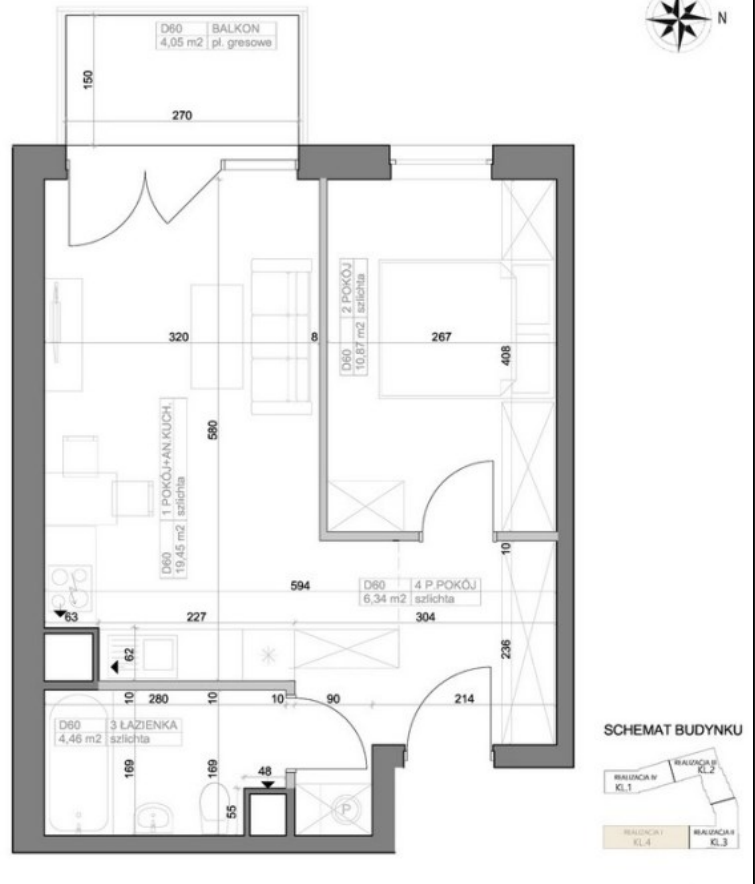 D60 BALKON
4,05 m2 pł. gresowe
N
150
270
320
8
267
408
D60 2 POKÓJ
10,87 m2 szlichta
580
D60 1 POKÓJ+AN.KUCH.
19,45 m2 szlichta
10
594
D60 4 P.POKÓJ
6,34 m2 szlichta
63
227
304
62
236
280
10
10
10
90
214
D60 3 ŁAZIENKA
4,46 m2 szlichta
169
169
48
55
P
SCHEMAT BUDYNKU
REALIZACJA III
KL.2
REALIZACJA IV
KL.1
REALIZACJA I
KL.4
REALIZACJA II
KL.3